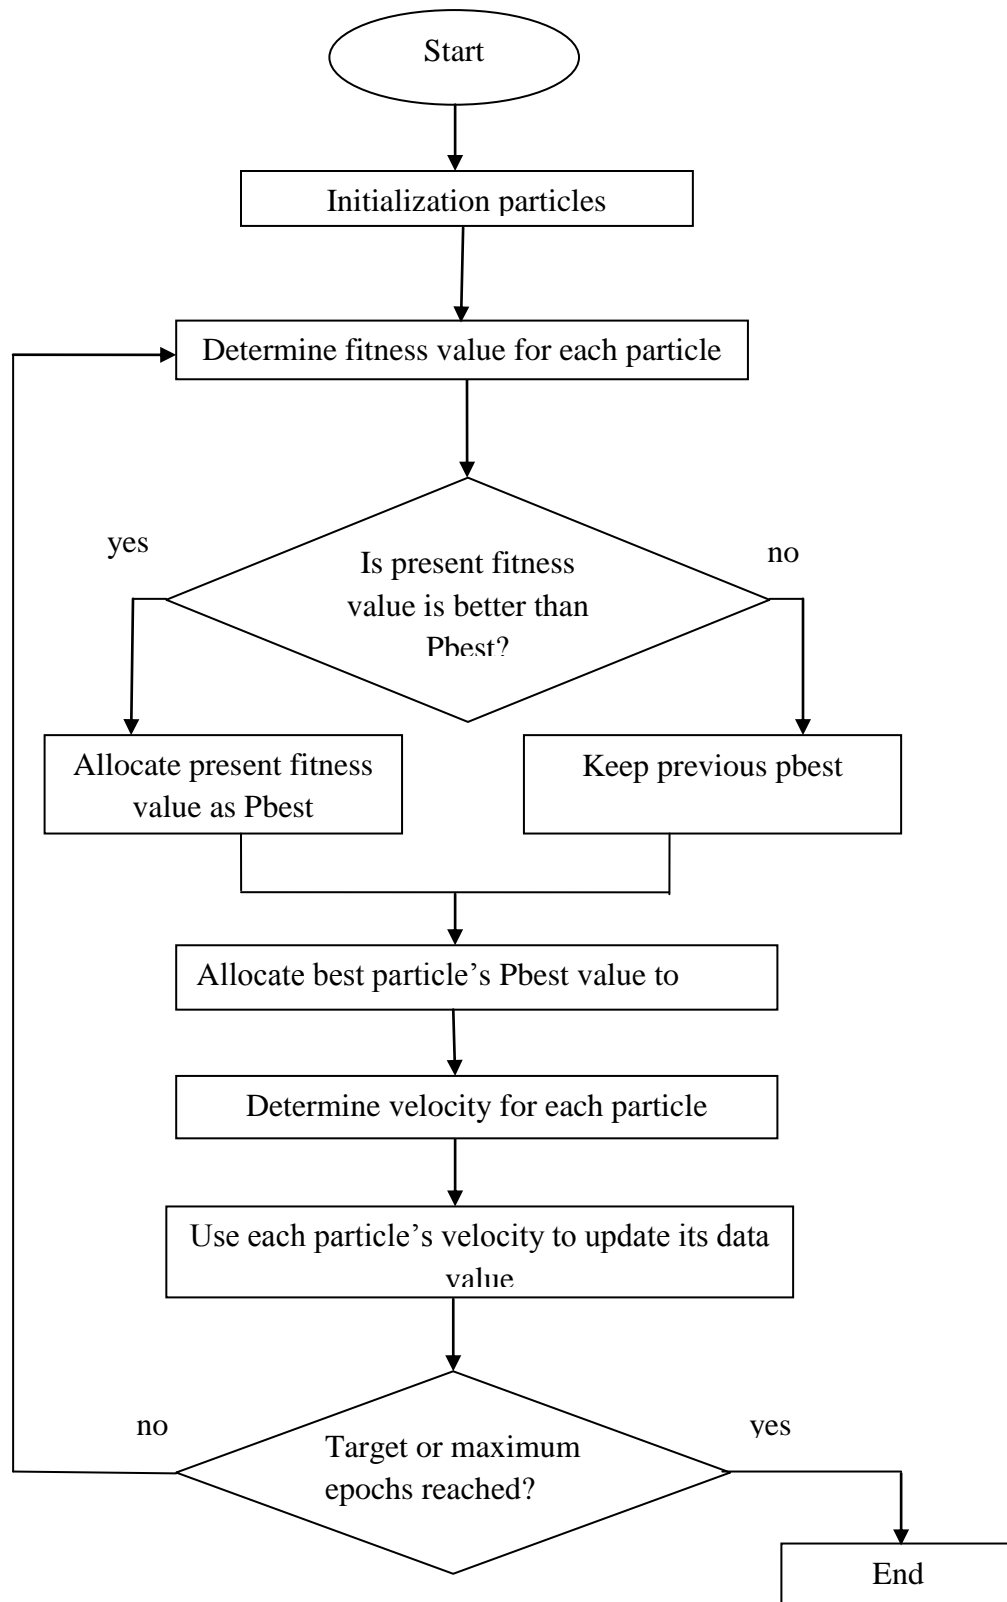 Start
Initialization particles
Determine fitness value for each particle
yes
no
Is present fitness
value is better than
Pbest?
Allocate present fitness
value as Pbest
Keep previous pbest
Allocate best particle’s Pbest value to
Determine velocity for each particle
Use each particle’s velocity to update its data
value
no
yes
Target or maximum
epochs reached?
End